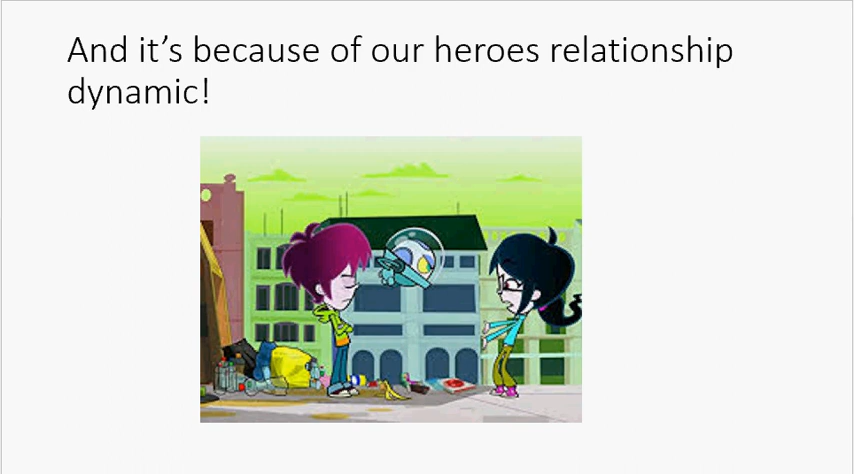 And it’s because of our heroes relationship
dynamic!